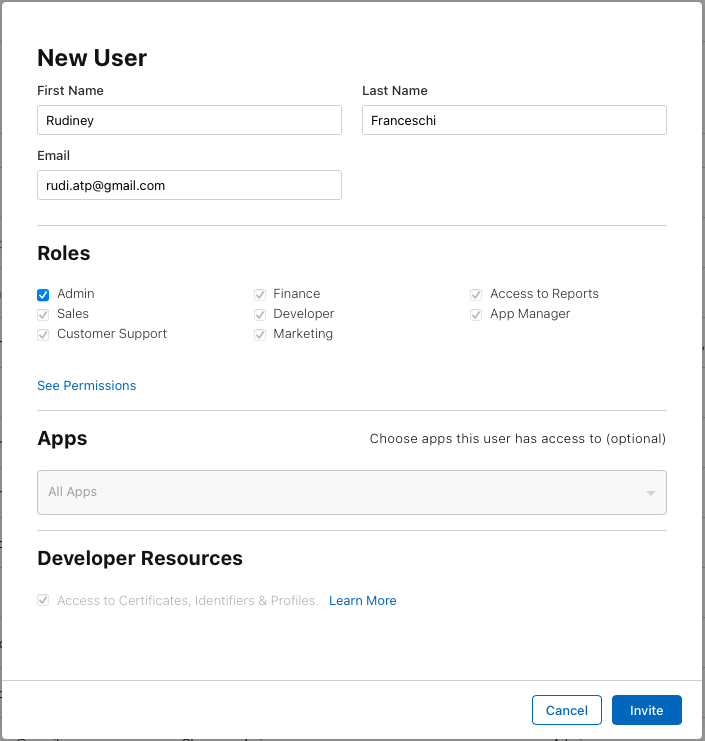 New User
First Name
Last Name
Rudiney
Franceschi
Email
rudi.atp@gmail.com
Roles
Admin
Finance
Access to Reports
Sales
Developer
App Manager
Customer Support
Marketing
See Permissions
Apps
Choose apps this user has access to (optional)
All Apps
Developer Resources
Access to Certificates, Identifiers & Profiles. Learn More
Cancel
Invite